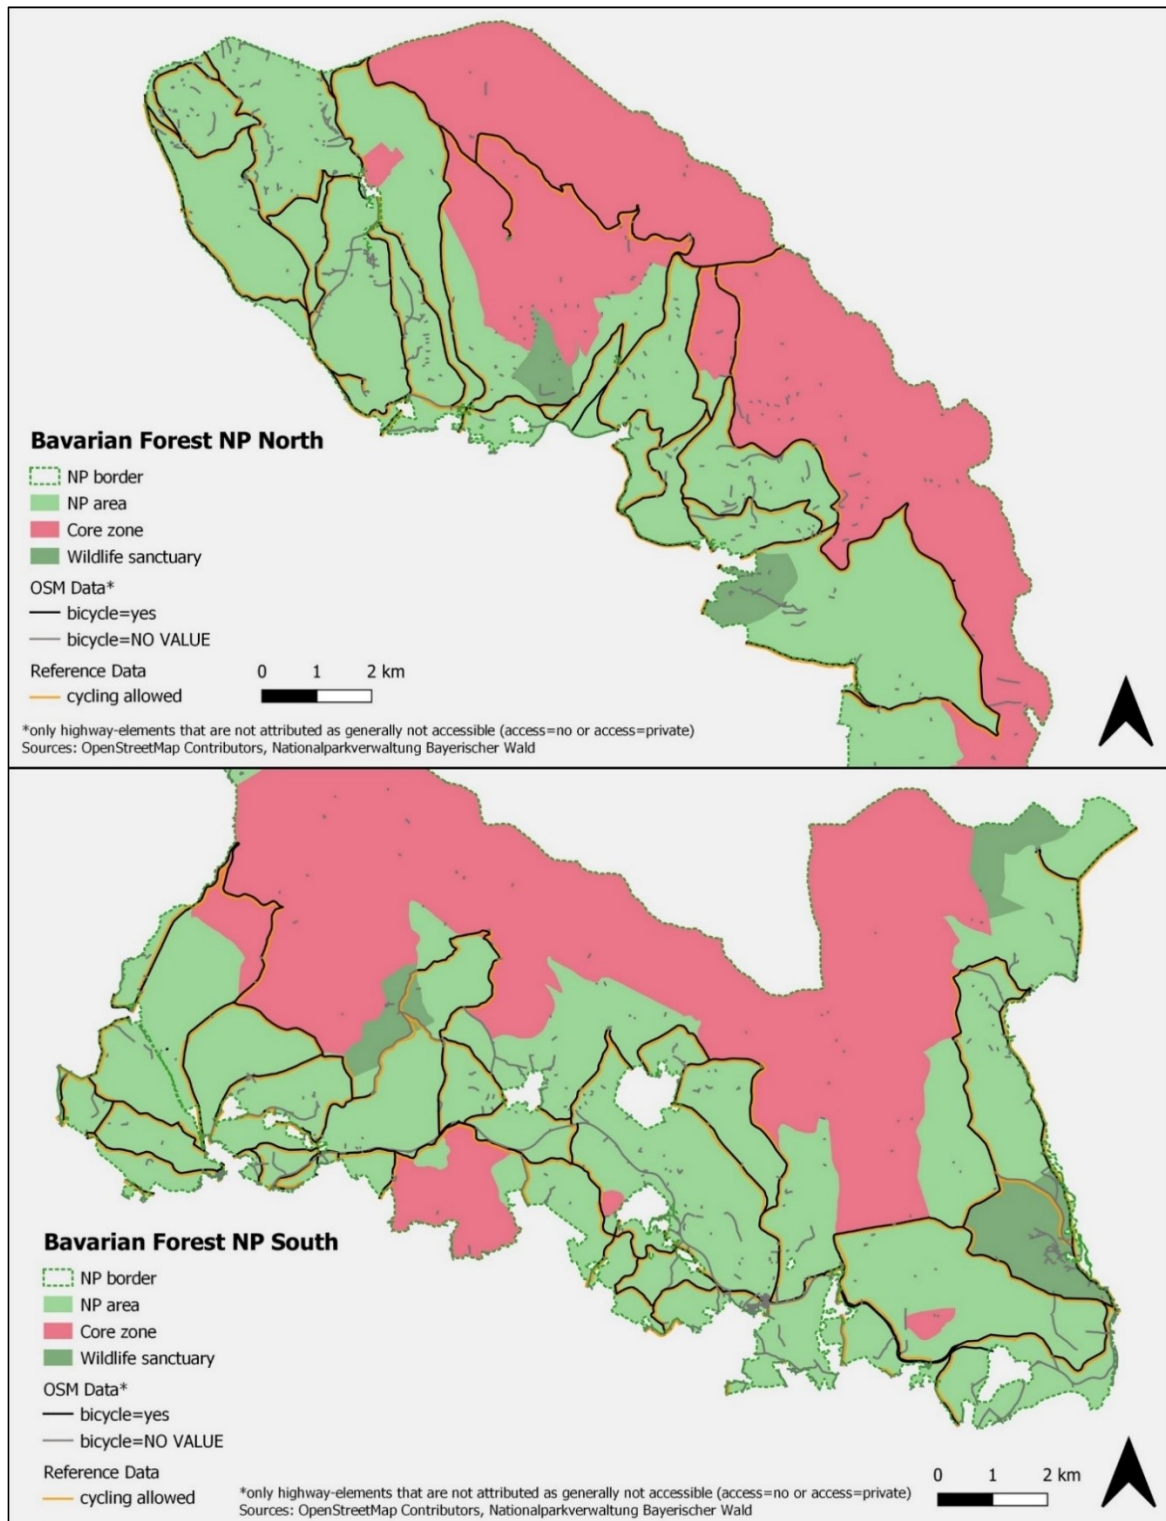 Bavarian Forest NP North
NP border
NP area
Core zone
Wildlife sanctuary
OSM Data*
bicycle=yes
bicycle=NO VALUE
Reference Data
cycling allowed
0 1 2 km
*only highway-elements that are not attributed as generally not accessible (access=no or access=private)
Sources: OpenStreetMap Contributors, Nationalparkverwaltung Bayerischer Wald
Bavarian Forest NP South
NP border
NP area
Core zone
Wildlife sanctuary
OSM Data*
bicycle=yes
bicycle=NO VALUE
Reference Data
cycling allowed
0 1 2 km
*only highway-elements that are not attributed as generally not accessible (access=no or access=private)
Sources: OpenStreetMap Contributors, Nationalparkverwaltung Bayerischer Wald